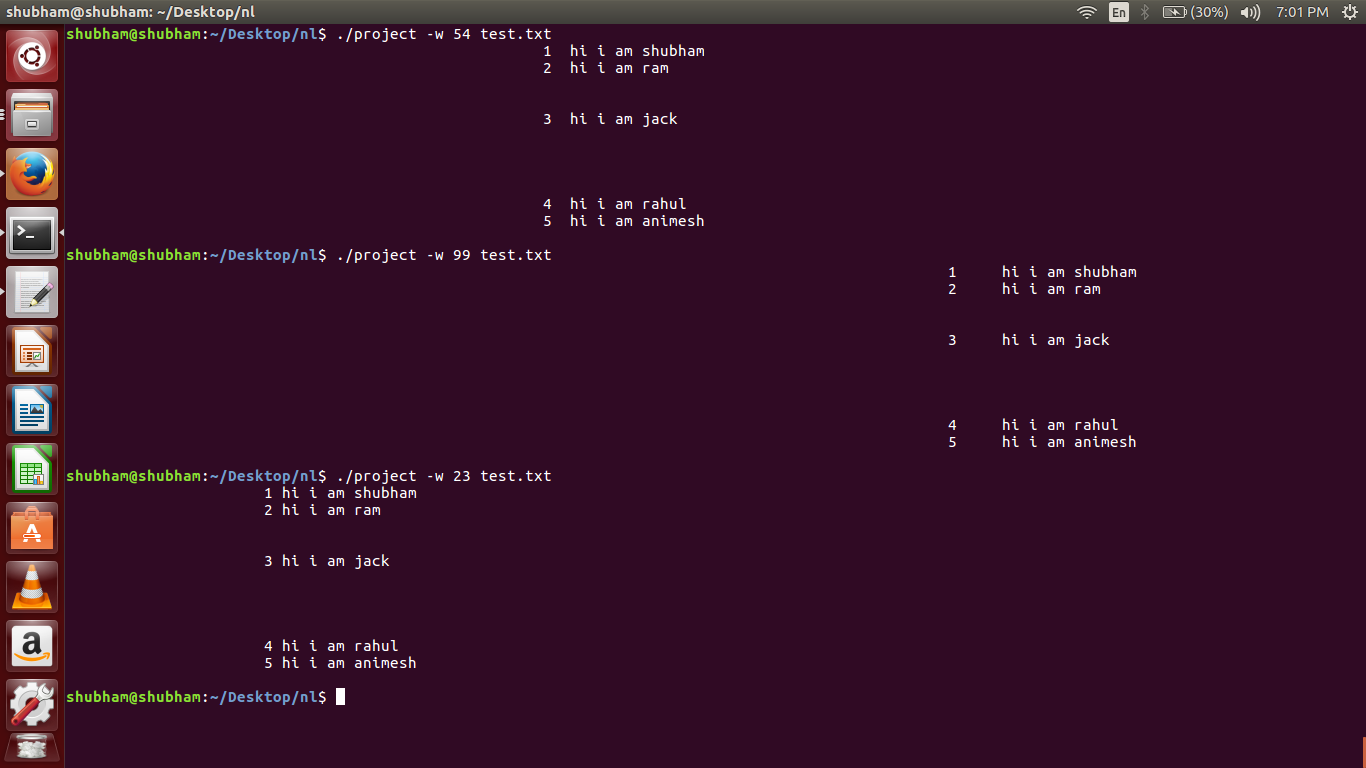 shubham@shubham: ~/Desktop/nl En (30%) 7:01 PM
shubham@shubham:~/Desktop/nl$ ./project -w 54 test.txt
1 hi i am shubham
2 hi i am ram
3 hi i am jack
4 hi i am rahul
5 hi i am animesh
shubham@shubham:~/Desktop/nl$ ./project -w 99 test.txt
1 hi i am shubham
2 hi i am ram
3 hi i am jack
4 hi i am rahul
5 hi i am animesh
shubham@shubham:~/Desktop/nl$ ./project -w 23 test.txt
1 hi i am shubham
2 hi i am ram
3 hi i am jack
4 hi i am rahul
5 hi i am animesh
shubham@shubham:~/Desktop/nl$